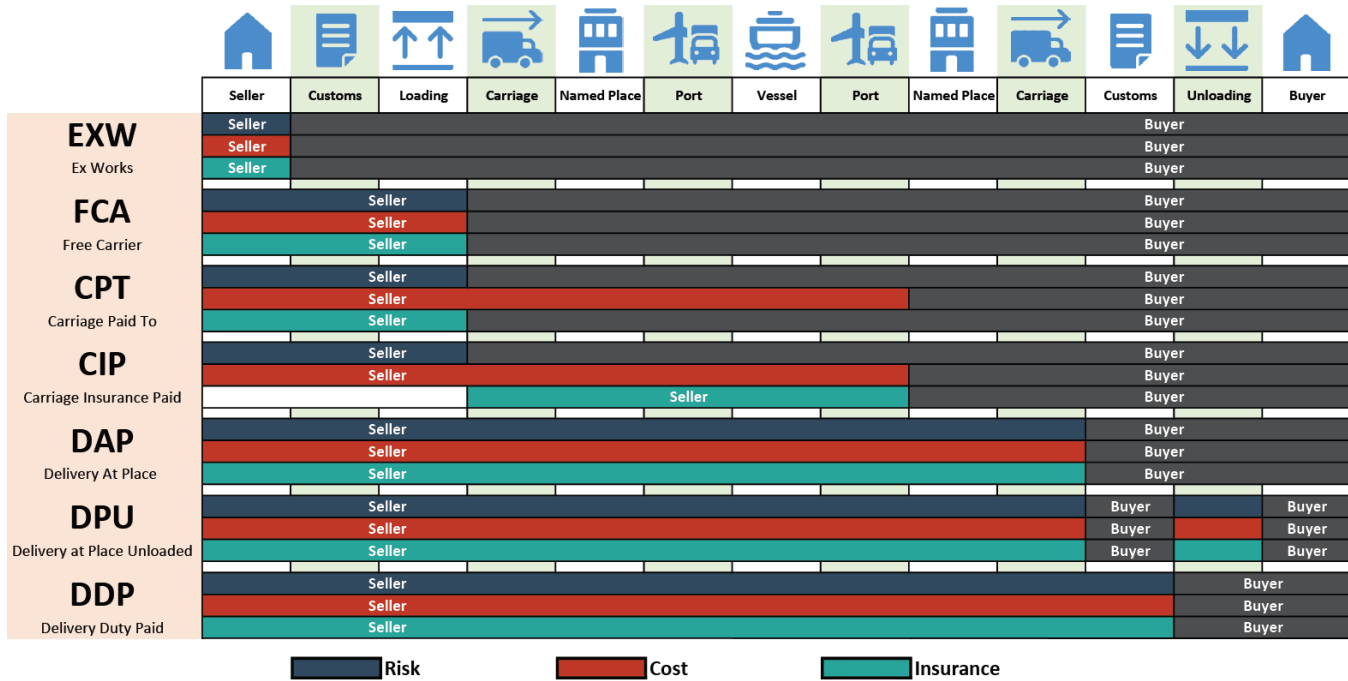 Seller Customs Loading Carriage Named Place Port Vessel Port Named Place Carriage Customs Unloading Buyer
EXW
Ex Works
Seller Buyer
Seller Buyer
Seller Buyer
FCA
Free Carrier
Seller Buyer
Seller Buyer
Seller Buyer
CPT
Carriage Paid To
Seller Buyer
Seller Buyer
Seller Buyer
CIP
Carriage Insurance Paid
Seller Buyer
Seller Buyer
Seller Buyer
DAP
Delivery At Place
Seller Buyer
Seller Buyer
Seller Buyer
DPU
Delivery at Place Unloaded
Seller Buyer Buyer
Seller Buyer Buyer
Seller Buyer Buyer
DDP
Delivery Duty Paid
Seller Buyer
Seller Buyer
Seller Buyer
Risk Cost Insurance